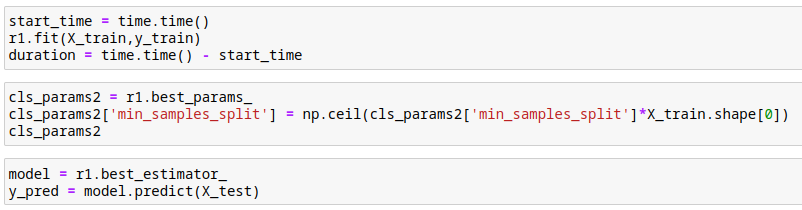 start_time = time.time()
r1.fit(X_train,y_train)
duration = time.time() - start_time
cls_params2 = r1.best_params_
cls_params2['min_samples_split'] = np.ceil(cls_params2['min_samples_split']*X_train.shape[0])
cls_params2
model = r1.best_estimator_
y_pred = model.predict(X_test)